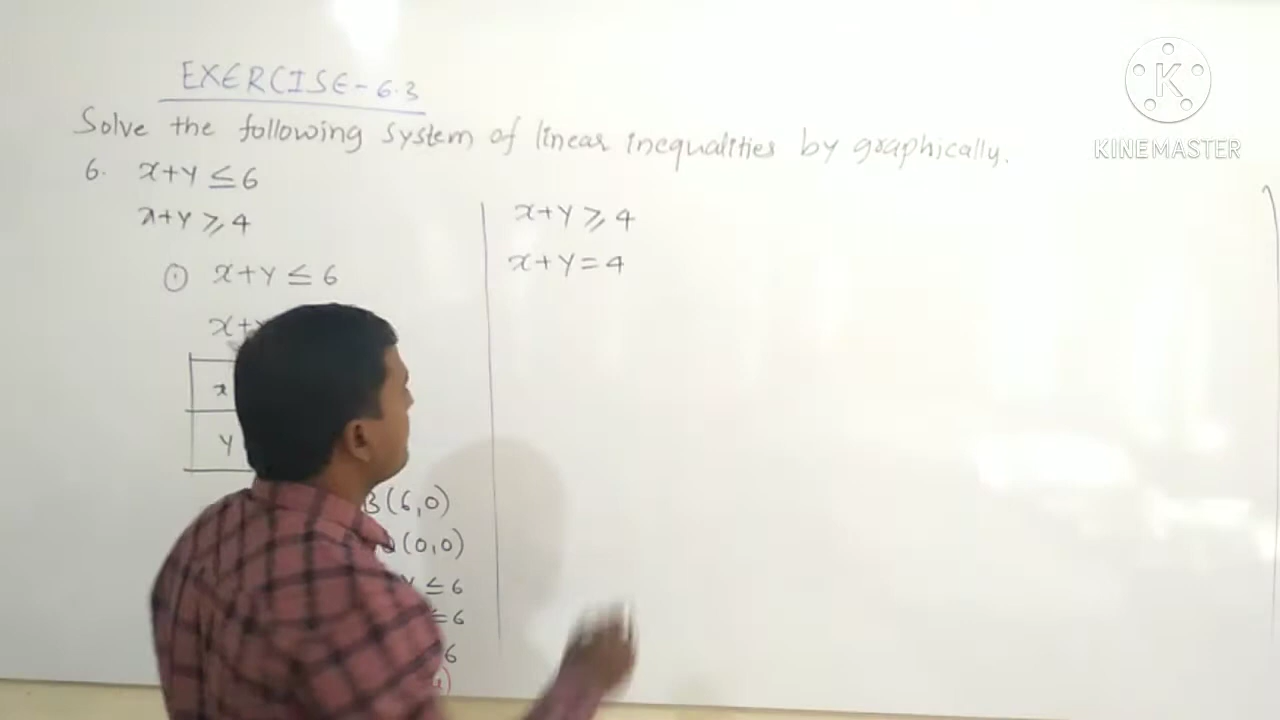 EXERCISE-6.3
Solve the following system of linear inequalities by graphically.
6. x+y ≤ 6
x+y ≥ 4
① x+y ≤ 6
x+
x
y
B(6,0)
(0,0)
≤ 6
6
6
x+y ≥ 4
x+y = 4
K
KINEMASTER